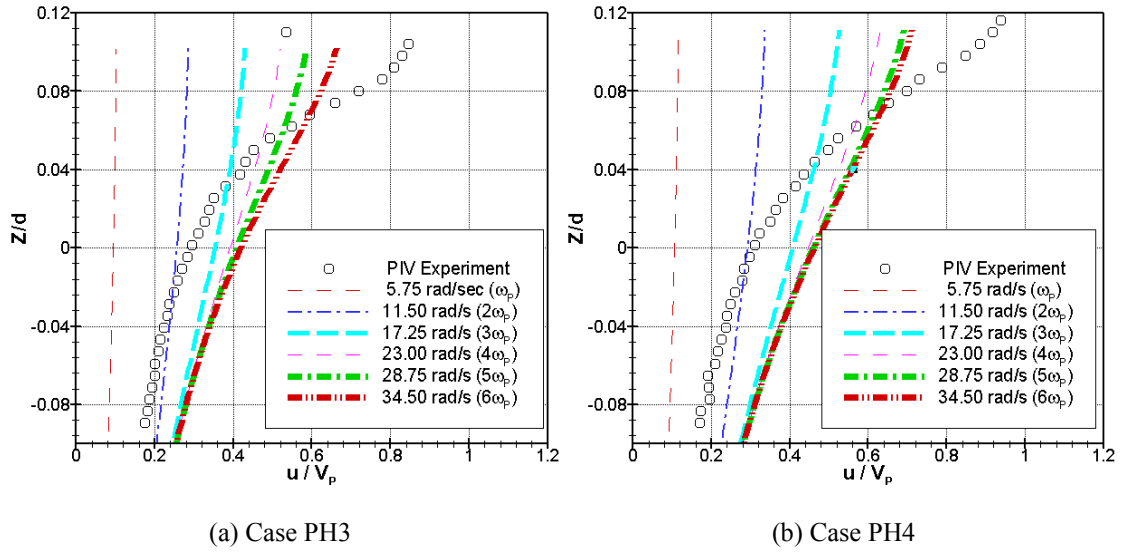 0.12
0.08
0.04
0
-0.04
-0.08
Z/d
0 0.2 0.4 0.6 0.8 1 1.2
u / Vₚ
PIV Experiment
5.75 rad/sec (ωₚ)
11.50 rad/s (2ωₚ)
17.25 rad/s (3ωₚ)
23.00 rad/s (4ωₚ)
28.75 rad/s (5ωₚ)
34.50 rad/s (6ωₚ)
(a) Case PH3
0.12
0.08
0.04
0
-0.04
-0.08
Z/d
0 0.2 0.4 0.6 0.8 1 1.2
u / Vₚ
PIV Experiment
5.75 rad/s (ωₚ)
11.50 rad/s (2ωₚ)
17.25 rad/s (3ωₚ)
23.00 rad/s (4ωₚ)
28.75 rad/s (5ωₚ)
34.50 rad/s (6ωₚ)
(b) Case PH4